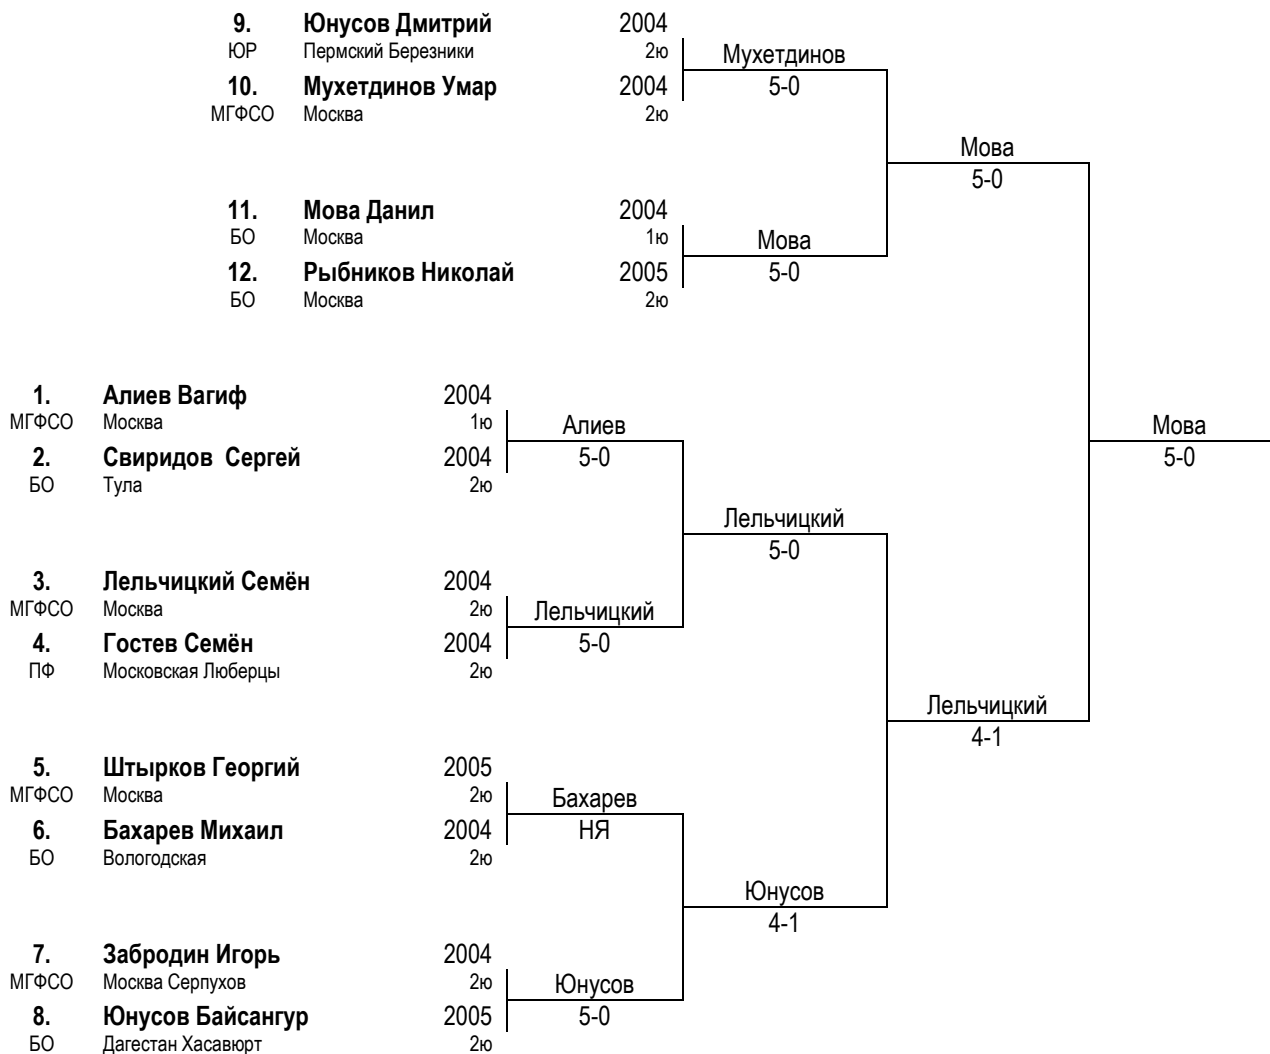 9. Юнусов Дмитрий 2004
ЮР Пермский Березники 2ю
Мухетдинов
10. Мухетдинов Умар 2004
5-0
МГФСО Москва 2ю
Мова
5-0
11. Мова Данил 2004
БО Москва 1ю
Мова
12. Рыбников Николай 2005
5-0
БО Москва 2ю
1. Алиев Вагиф 2004
МГФСО Москва 1ю
Алиев
Мова
2. Свиридов Сергей 2004
5-0
5-0
БО Тула 2ю
Лельчицкий
5-0
3. Лельчицкий Семён 2004
МГФСО Москва 2ю
Лельчицкий
4. Гостев Семён 2004
5-0
ПФ Московская Люберцы 2ю
Лельчицкий
4-1
5. Штырков Георгий 2005
МГФСО Москва 2ю
Бахарев
6. Бахарев Михаил 2004
НЯ
БО Вологодская 2ю
Юнусов
4-1
7. Забродин Игорь 2004
МГФСО Москва Серпухов 2ю
Юнусов
8. Юнусов Байсангур 2005
5-0
БО Дагестан Хасавюрт 2ю